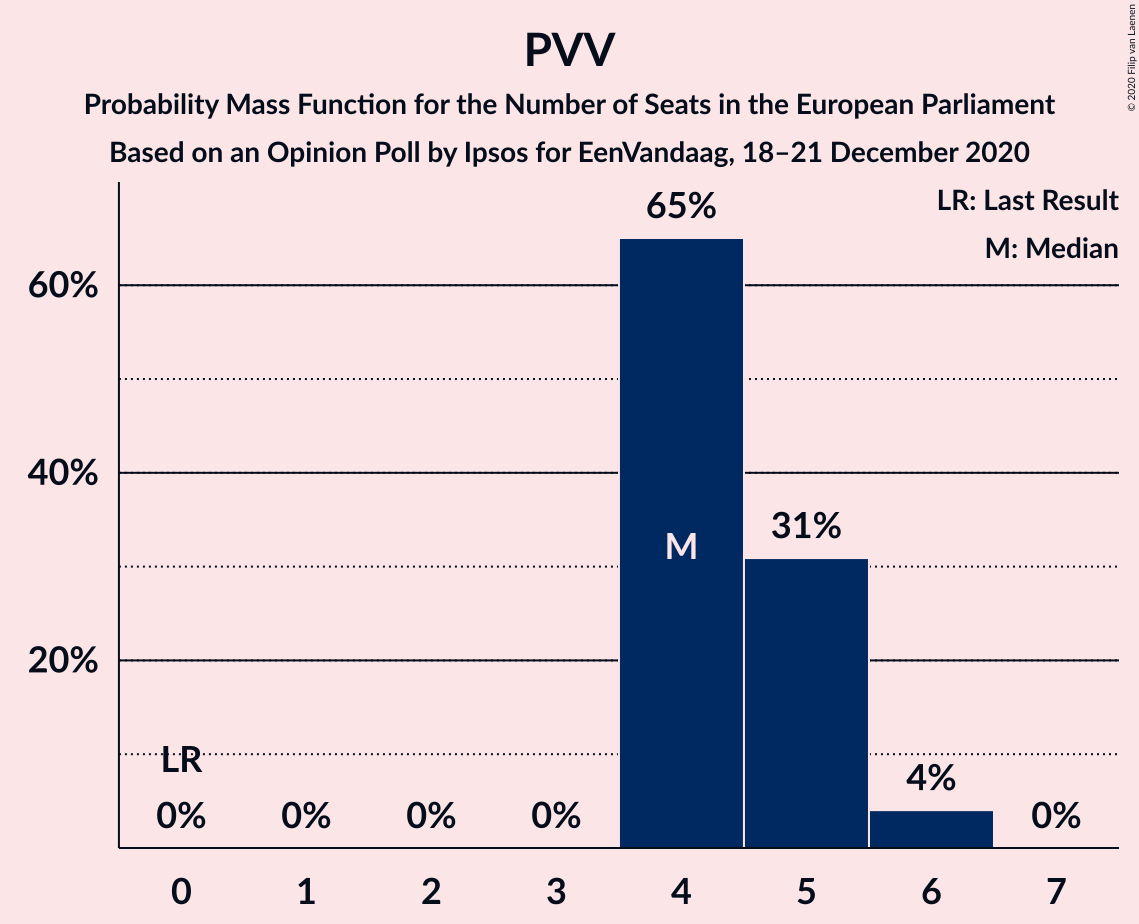 PVV
Probability Mass Function for the Number of Seats in the European Parliament
Based on an Opinion Poll by Ipsos for EenVandaag, 18–21 December 2020
© 2020 Filip van Laenen
LR: Last Result
M: Median
65%
60%
40%
31%
M
20%
LR
4%
0% 0% 0% 0% 0%
0 1 2 3 4 5 6 7